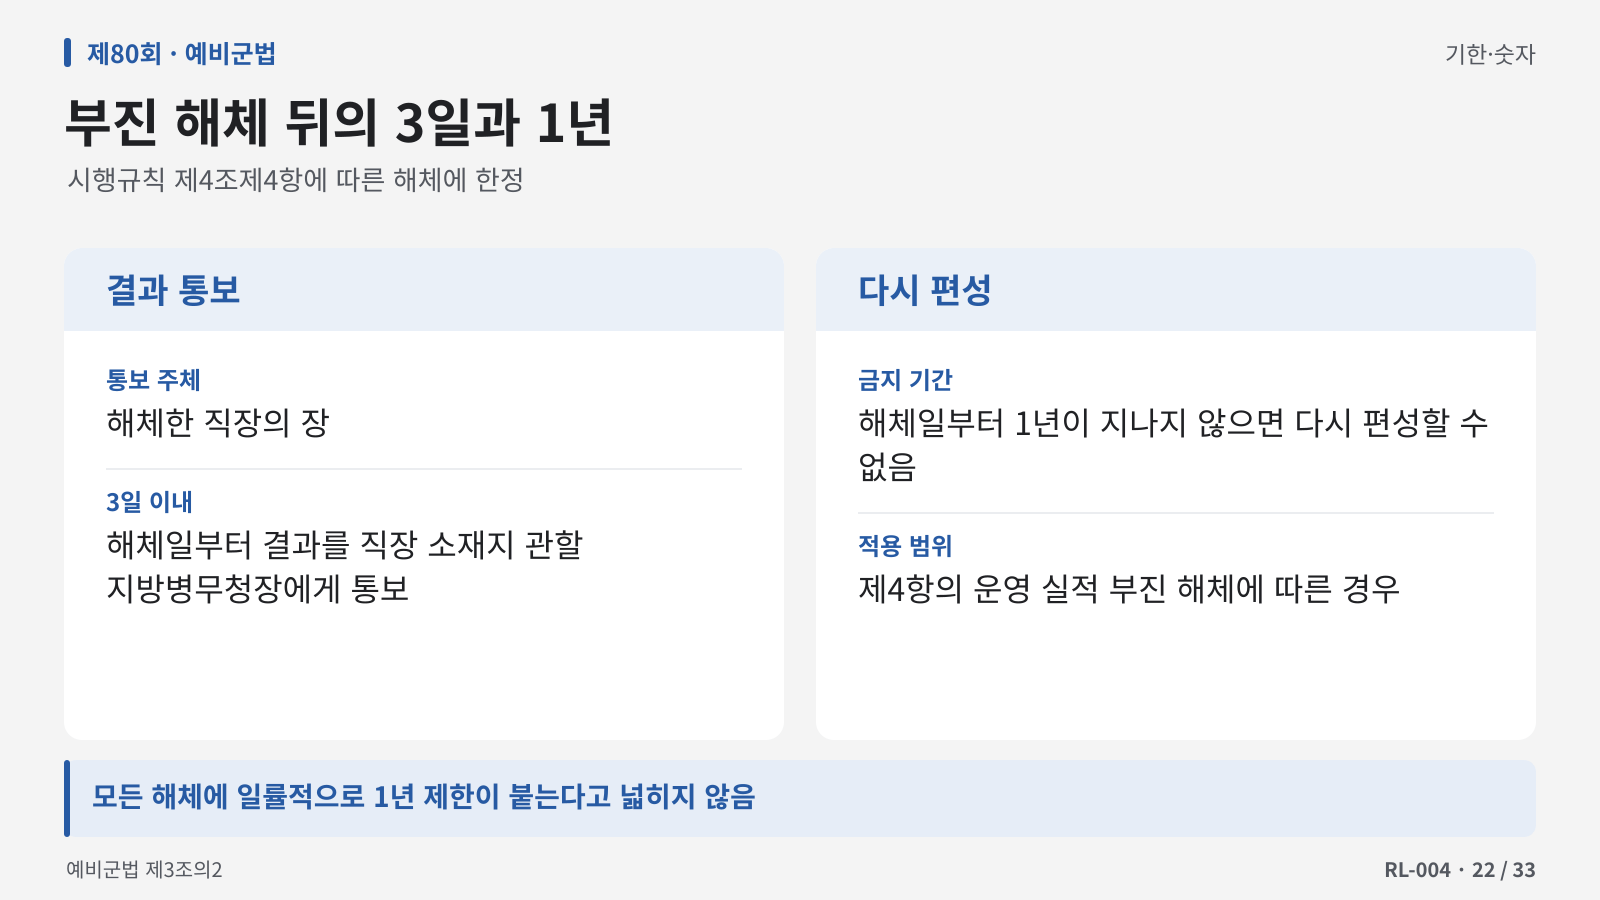 제80회 · 예비군법
기한·숫자
부진 해체 뒤의 3일과 1년
시행규칙 제4조제4항에 따른 해체에 한정
결과 통보
통보 주체
해체한 직장의 장
3일 이내
해체일부터 결과를 직장 소재지 관할
지방병무청장에게 통보
다시 편성
금지 기간
해체일부터 1년이 지나지 않으면 다시 편성할 수
없음
적용 범위
제4항의 운영 실적 부진 해체에 따른 경우
모든 해체에 일률적으로 1년 제한이 붙는다고 넓히지 않음
예비군법 제3조의2
RL-004 · 22 / 33